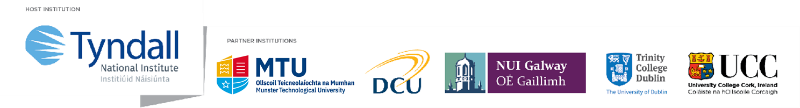 HOST INSTITUTION
Tyndall
National Institute
Institiúid Náisiúnta
PARTNER INSTITUTIONS
MTU
Ollscoil Teicneolaíochta na Mumhan
Munster Technological University
DCU
NUI Galway
OÉ Gaillimh
Trinity
College
Dublin
The University of Dublin
UCC
University College Cork, Ireland
Coláiste na hOllscoile Corcaigh